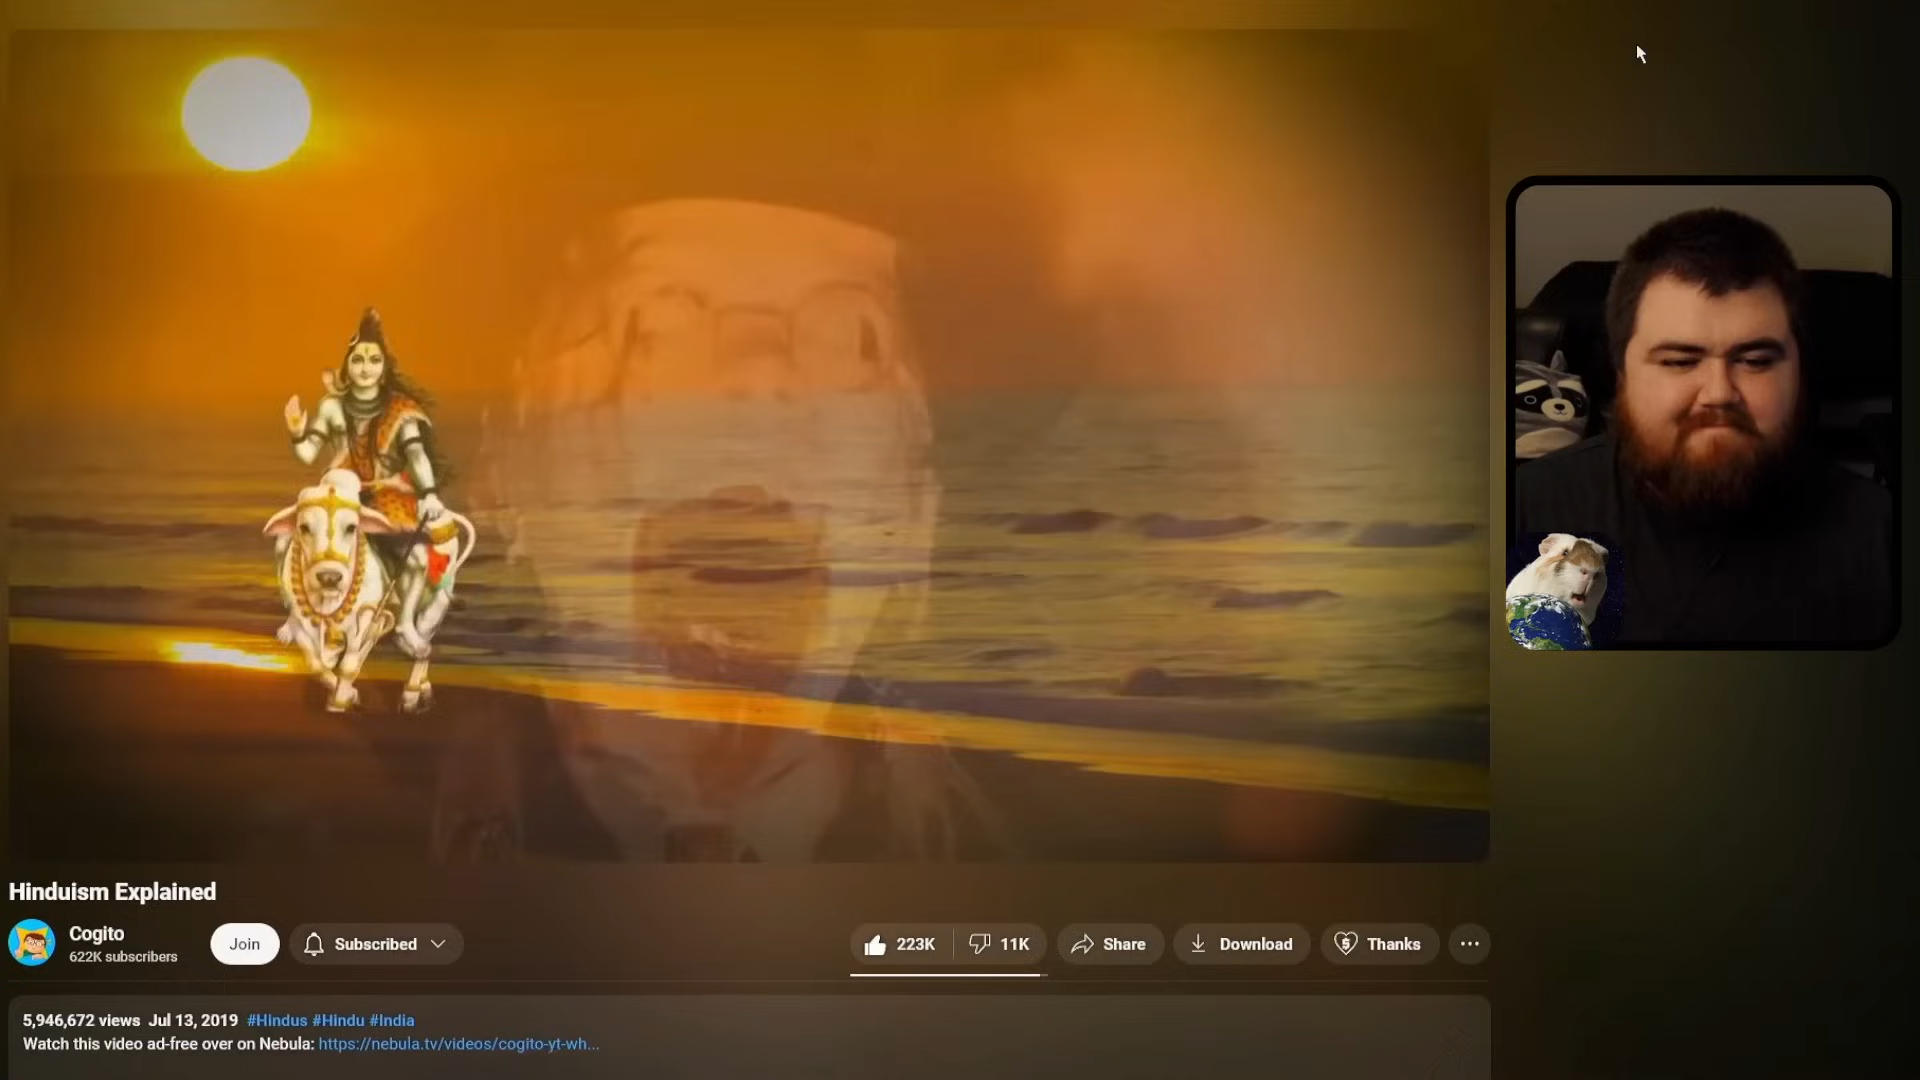 Hinduism Explained
Cogito
622K subscribers
Join
Subscribed
223K
11K
Share
Download
Thanks
5,946,672 views Jul 13, 2019 #Hindus #Hindu #India
Watch this video ad-free over on Nebula: https://nebula.tv/videos/cogito-yt-wh...